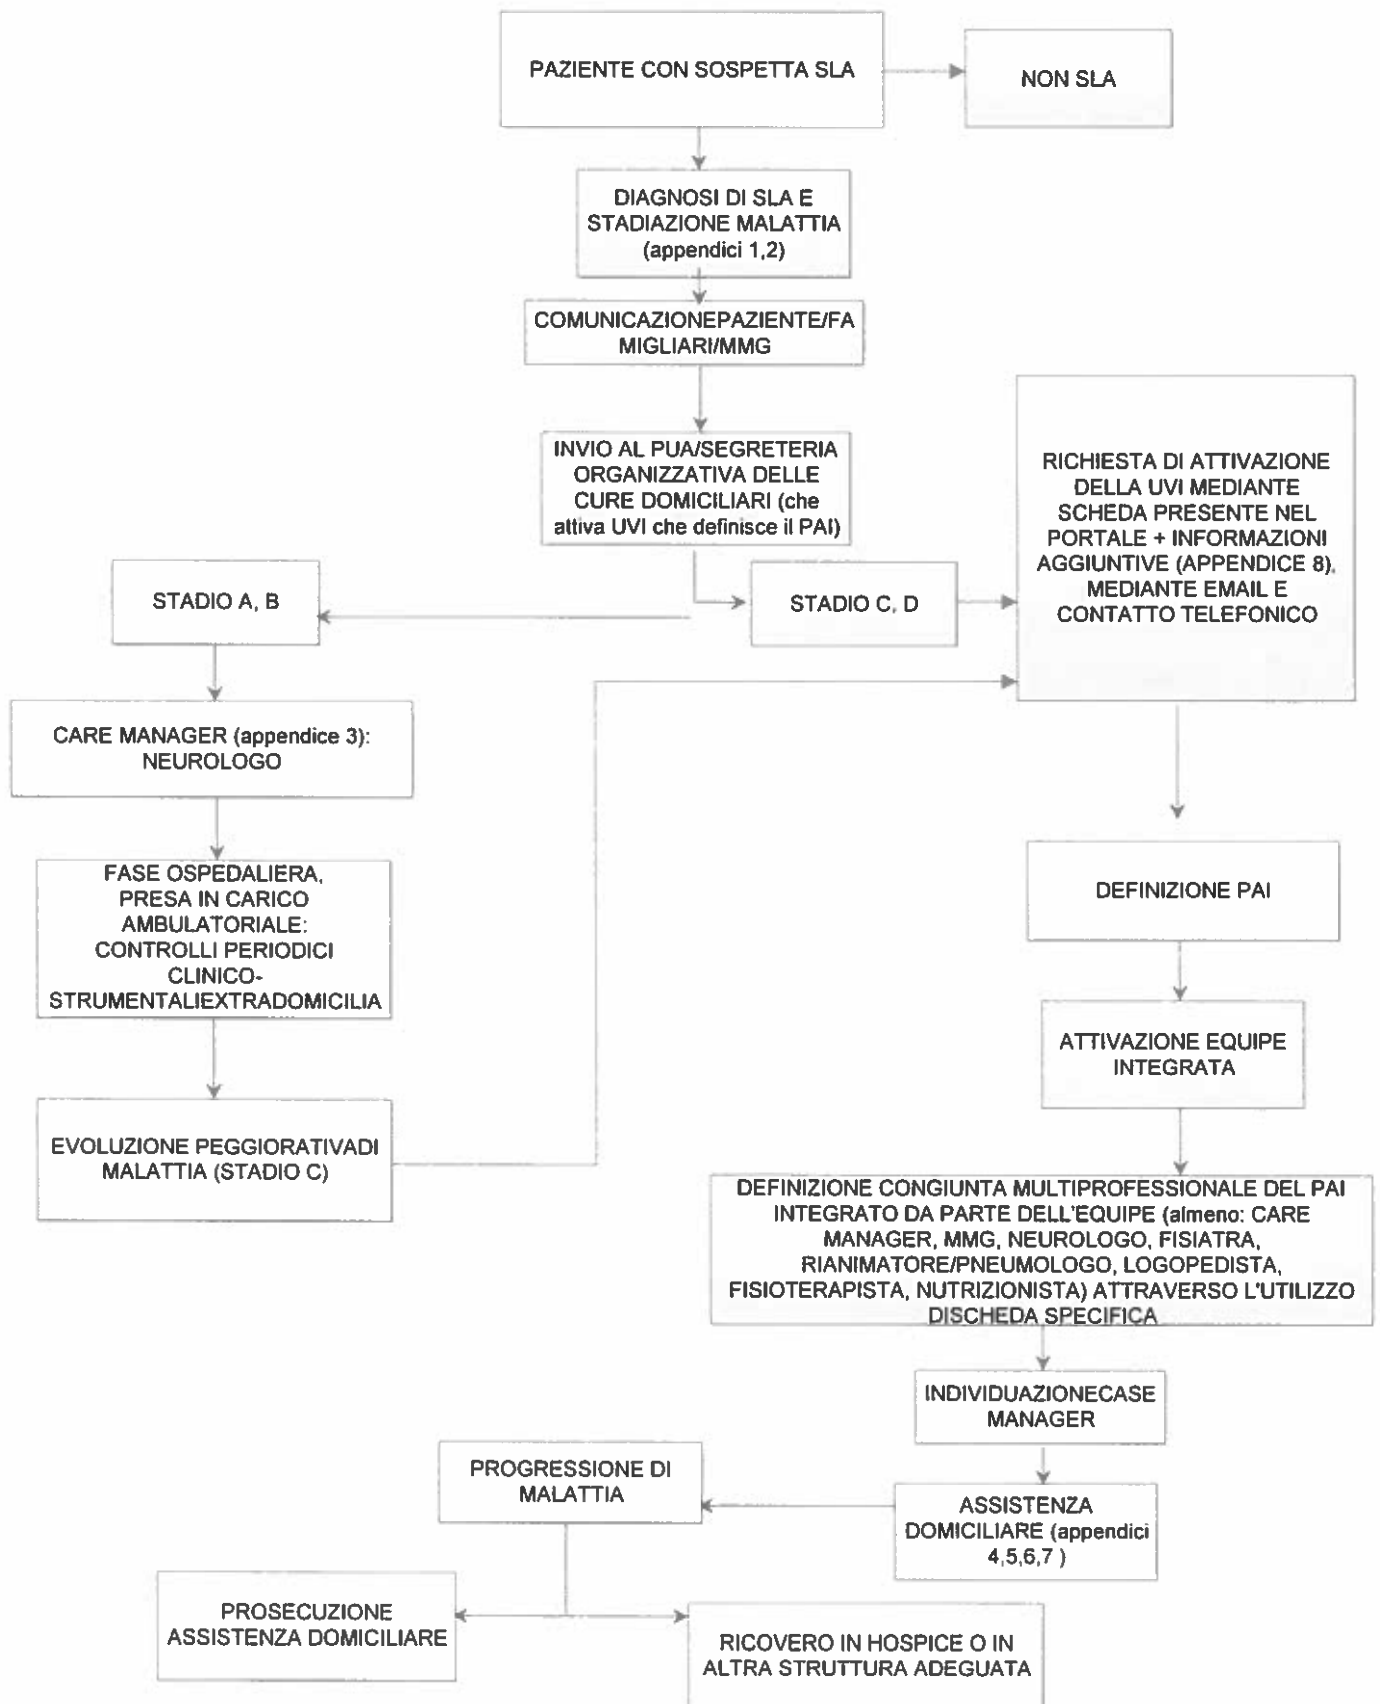 PAZIENTE CON SOSPETTA SLA
NON SLA
DIAGNOSI DI SLA E
STADIAZIONE MALATTIA
(appendici 1,2)
COMUNICAZIONEPAZIENTE/FA
MIGLIARI/MMG
INVIO AL PUA/SEGRETERIA
ORGANIZZATIVA DELLE
CURE DOMICILIARI (che
attiva UVI che definisce il PAI)
RICHIESTA DI ATTIVAZIONE
DELLA UVI MEDIANTE
SCHEDA PRESENTE NEL
PORTALE + INFORMAZIONI
AGGIUNTIVE (APPENDICE 8),
MEDIANTE EMAIL E
CONTATTO TELEFONICO
STADIO A, B
STADIO C, D
CARE MANAGER (appendice 3):
NEUROLOGO
FASE OSPEDALIERA,
PRESA IN CARICO
AMBULATORIALE:
CONTROLLI PERIODICI
CLINICO-
STRUMENTALIEXTRADOMICILIA
EVOLUZIONE PEGGIORATIVADI
MALATTIA (STADIO C)
DEFINIZIONE PAI
ATTIVAZIONE EQUIPE
INTEGRATA
DEFINIZIONE CONGIUNTA MULTIPROFESSIONALE DEL PAI
INTEGRATO DA PARTE DELL'EQUIPE (almeno: CARE
MANAGER, MMG, NEUROLOGO, FISIATRA,
RIANIMATORE/PNEUMOLOGO, LOGOPEDISTA,
FISIOTERAPISTA, NUTRIZIONISTA) ATTRAVERSO L'UTILIZZO
DISCHEDA SPECIFICA
INDIVIDUAZIONECASE
MANAGER
ASSISTENZA
DOMICILIARE (appendici
4,5,6,7 )
PROGRESSIONE DI
MALATTIA
PROSECUZIONE
ASSISTENZA DOMICILIARE
RICOVERO IN HOSPICE O IN
ALTRA STRUTTURA ADEGUATA